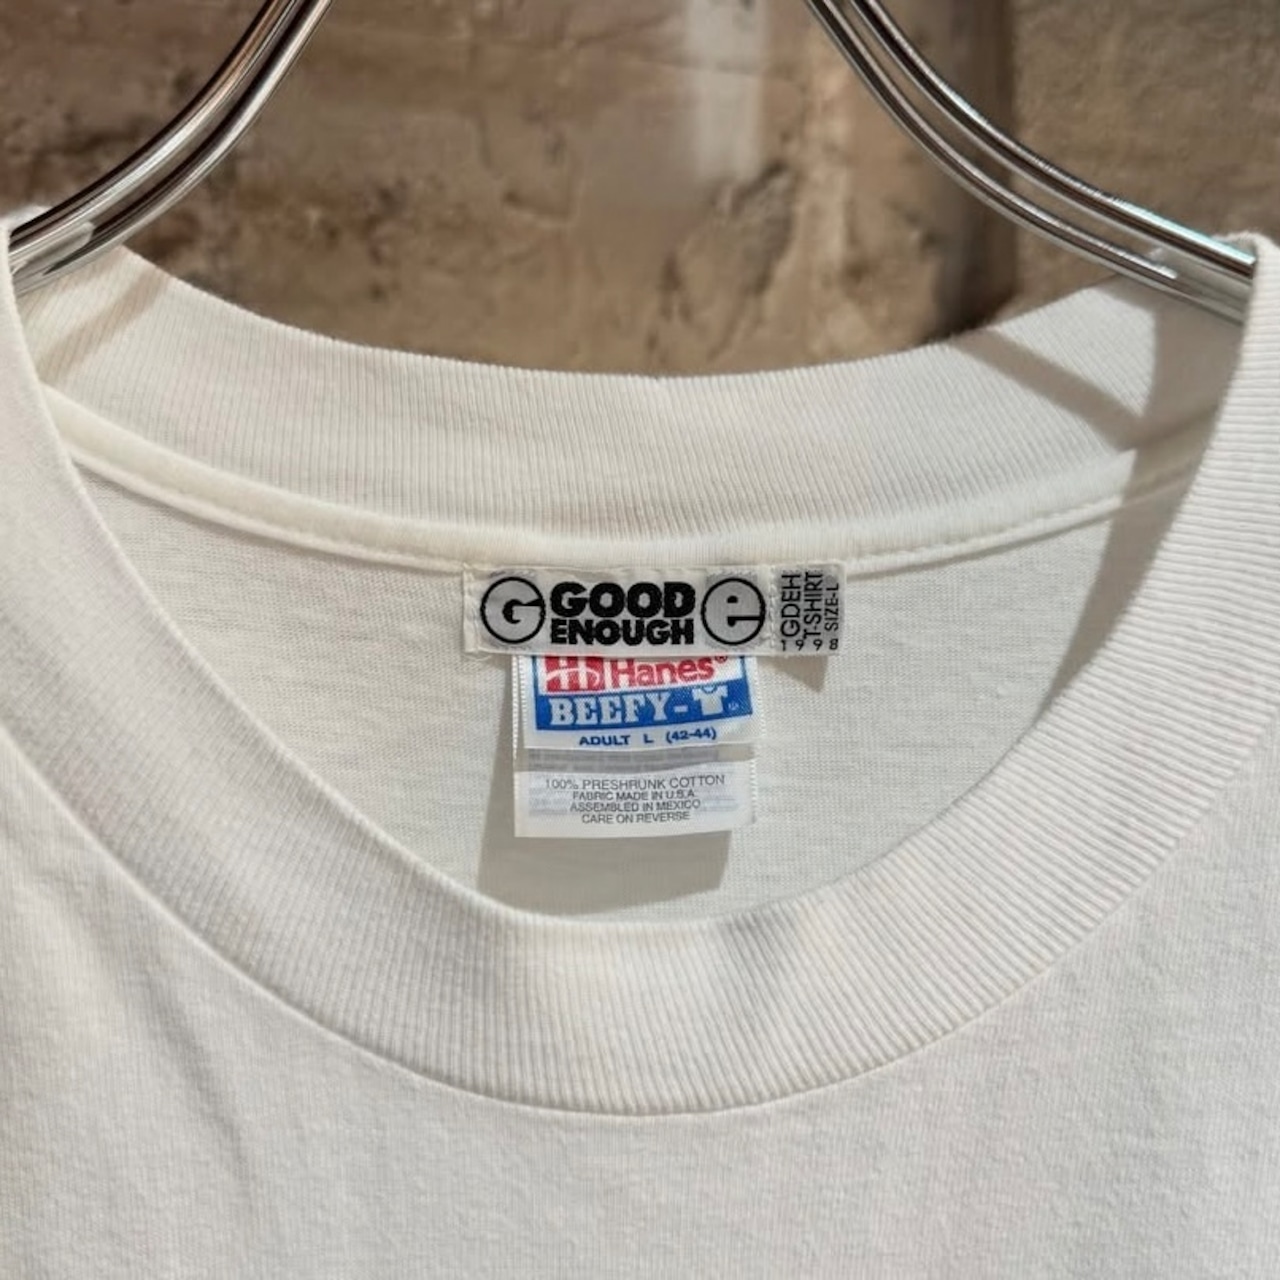 G GOOD ENOUGH e
GDEH
T-SHIRT
SIZE-L
1998
Hanes®
BEEFY-T
ADULT L (42-44)
100% PRESHRUNK COTTON
FABRIC MADE IN U.S.A.
ASSEMBLED IN MEXICO
CARE ON REVERSE